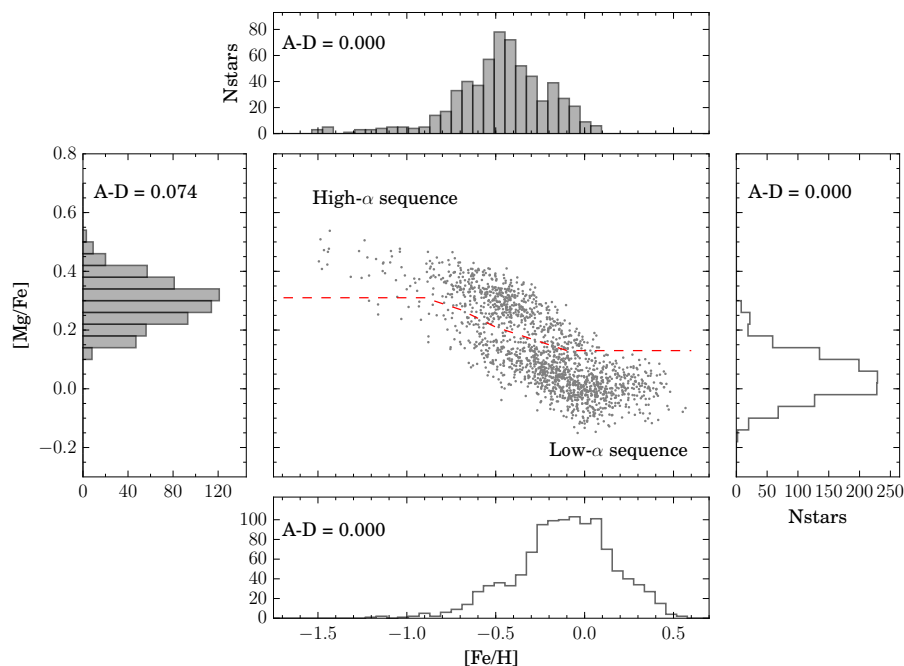 Nstars
80
60
40
20
0
A-D = 0.000
[Mg/Fe]
0.8
0.6
0.4
0.2
0.0
−0.2
A-D = 0.074
0 40 80 120
High-α sequence
Low-α sequence
A-D = 0.000
0 50 100 150 200 250
Nstars
100
80
60
40
20
0
A-D = 0.000
−1.5 −1.0 −0.5 0.0 0.5
[Fe/H]